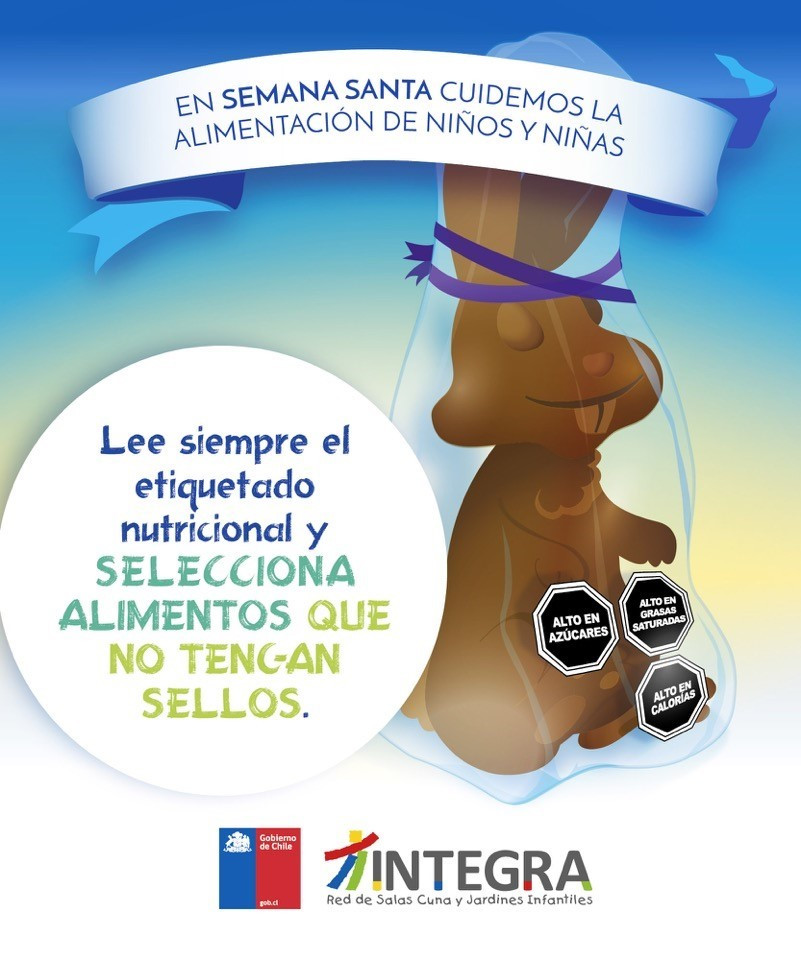 EN SEMANA SANTA CUIDEMOS LA
ALIMENTACIÓN DE NIÑOS Y NIÑAS
Lee siempre el
etiquetado
nutricional y
SELECCIONA
ALIMENTOS QUE
NO TENGAN
SELLOS.
ALTO EN
AZÚCARES
ALTO EN
GRASAS
SATURADAS
ALTO EN
CALORÍAS
Gobierno
de Chile
gob.cl
INTEGRA
Red de Salas Cuna y Jardines Infantiles